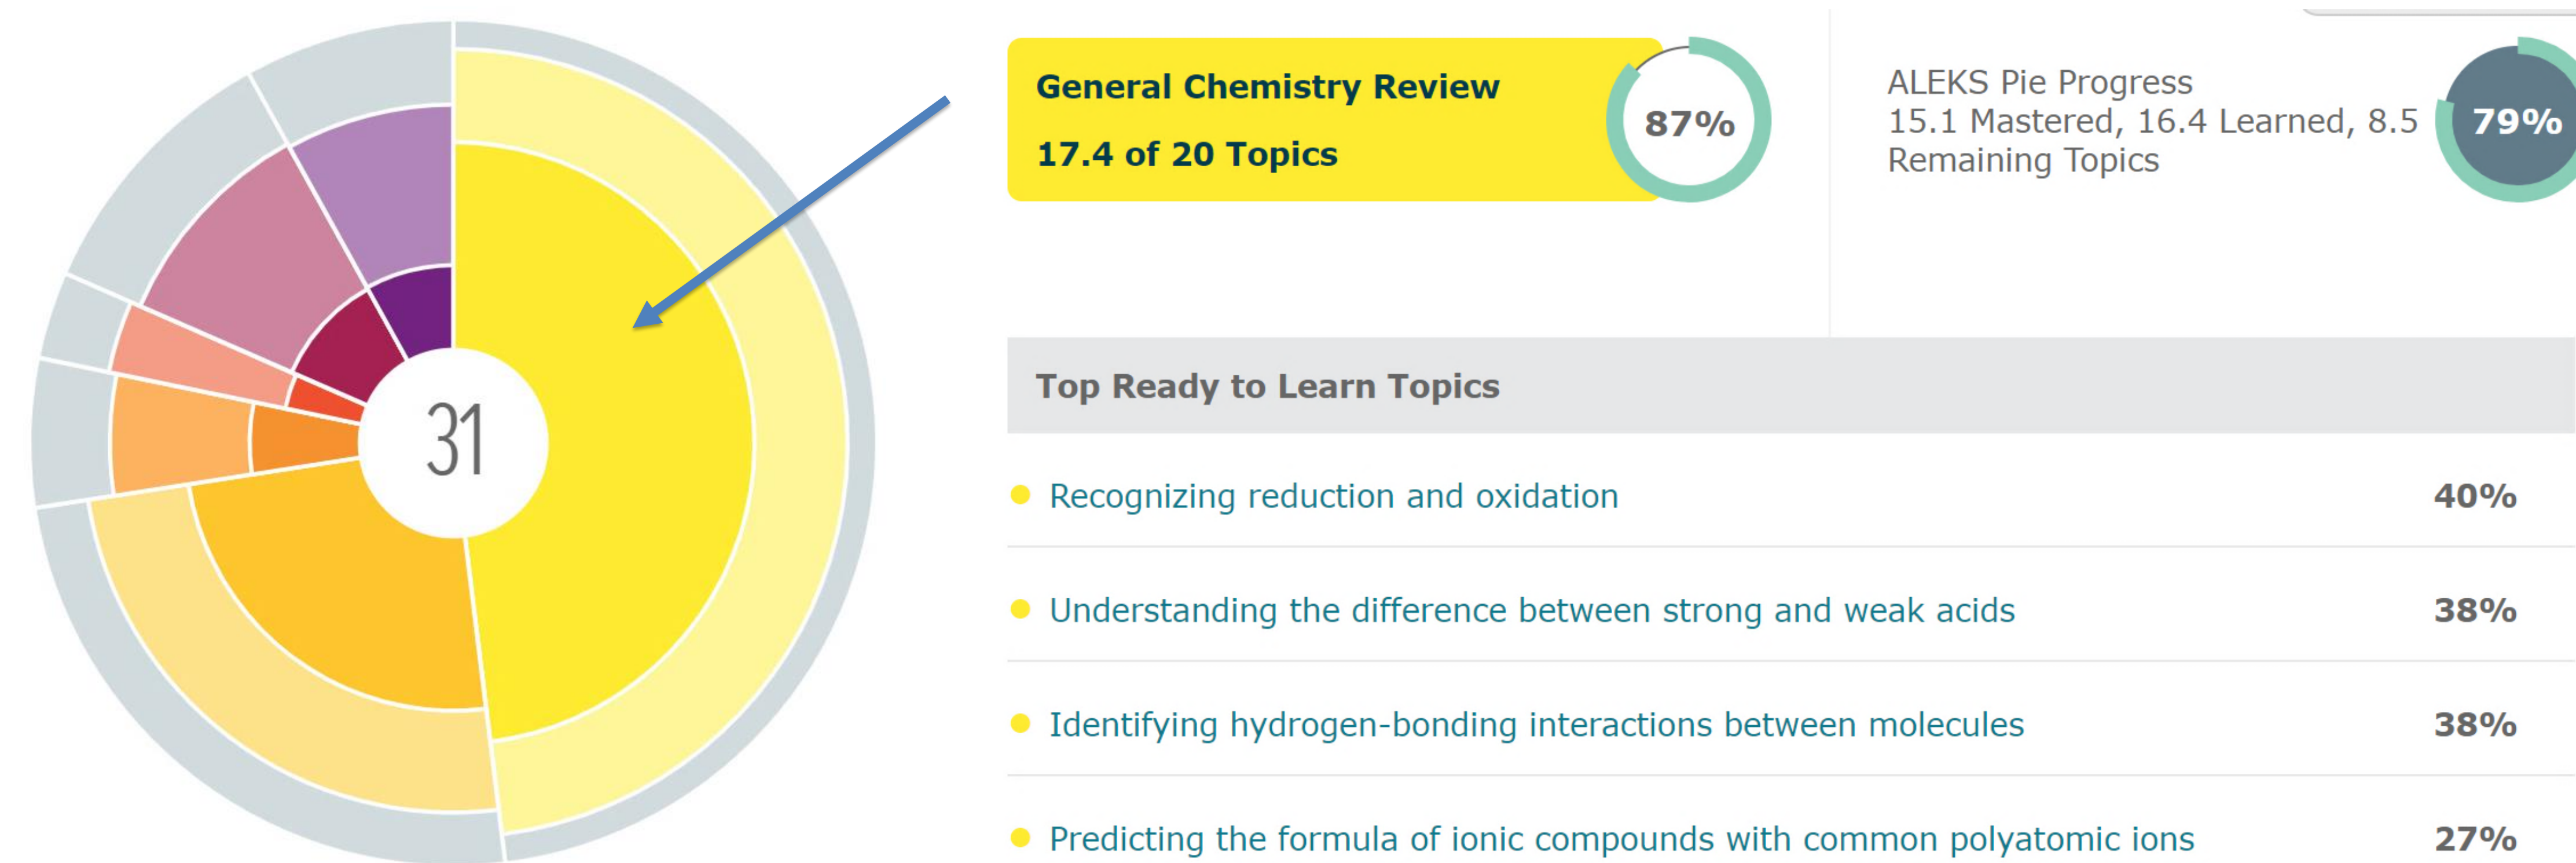 31
General Chemistry Review
17.4 of 20 Topics
87%
ALEKS Pie Progress
15.1 Mastered, 16.4 Learned, 8.5
Remaining Topics
79%
Top Ready to Learn Topics
Recognizing reduction and oxidation 40%
Understanding the difference between strong and weak acids 38%
Identifying hydrogen-bonding interactions between molecules 38%
Predicting the formula of ionic compounds with common polyatomic ions 27%